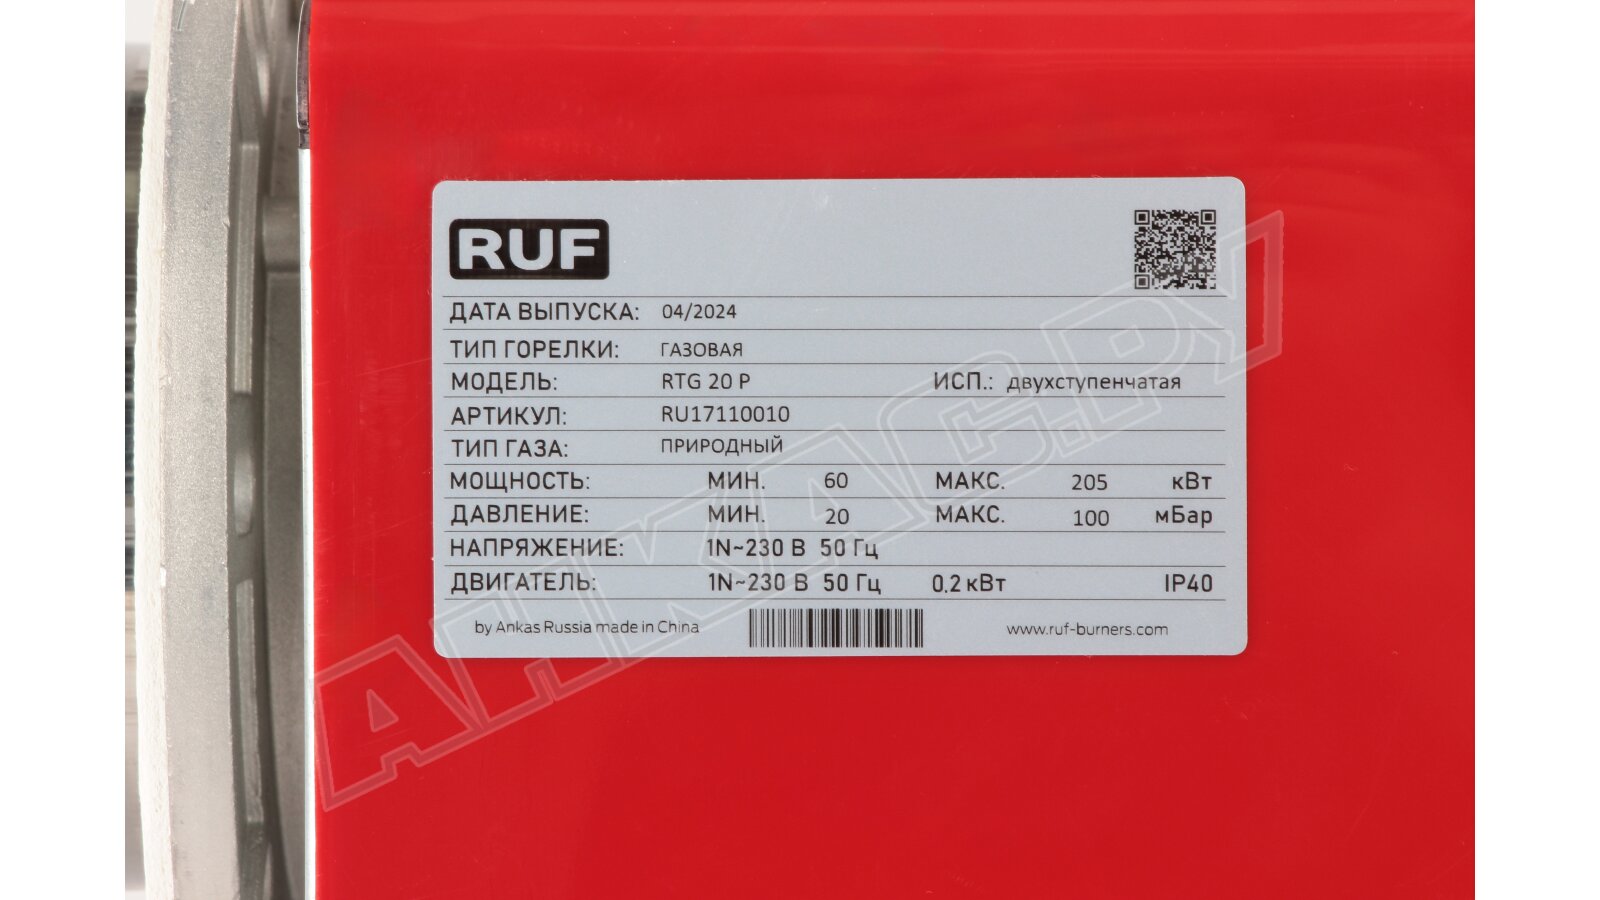 RUF
ДАТА ВЫПУСКА: 04/2024
ТИП ГОРЕЛКИ: ГАЗОВАЯ
МОДЕЛЬ: RTG 20 P ИСП.: двухступенчатая
АРТИКУЛ: RU17110010
ТИП ГАЗА: ПРИРОДНЫЙ
МОЩНОСТЬ: МИН. 60 МАКС. 205 кВт
ДАВЛЕНИЕ: МИН. 20 МАКС. 100 мБар
НАПРЯЖЕНИЕ: 1N~230 В 50 Гц
ДВИГАТЕЛЬ: 1N~230 В 50 Гц 0.2 кВт IP40
by Ankas Russia made in China www.ruf-burners.com
АНКАС.РУ